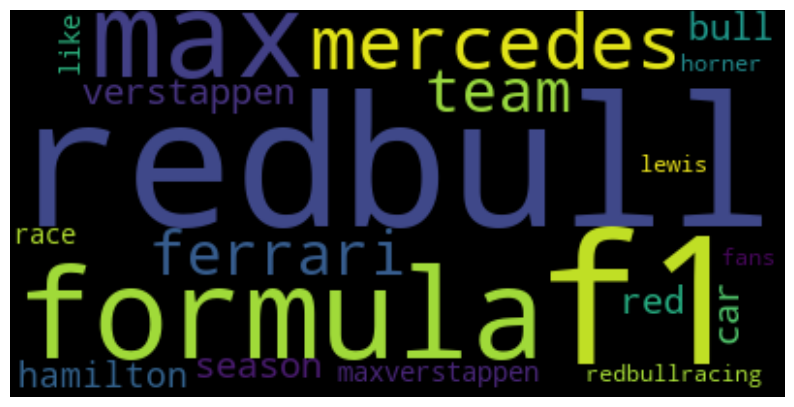 like
max
mercedes
bull
horner
verstappen
team
redbull
lewis
race
ferrari
formula
f1
fans
red
car
hamilton
season
maxverstappen
redbullracing